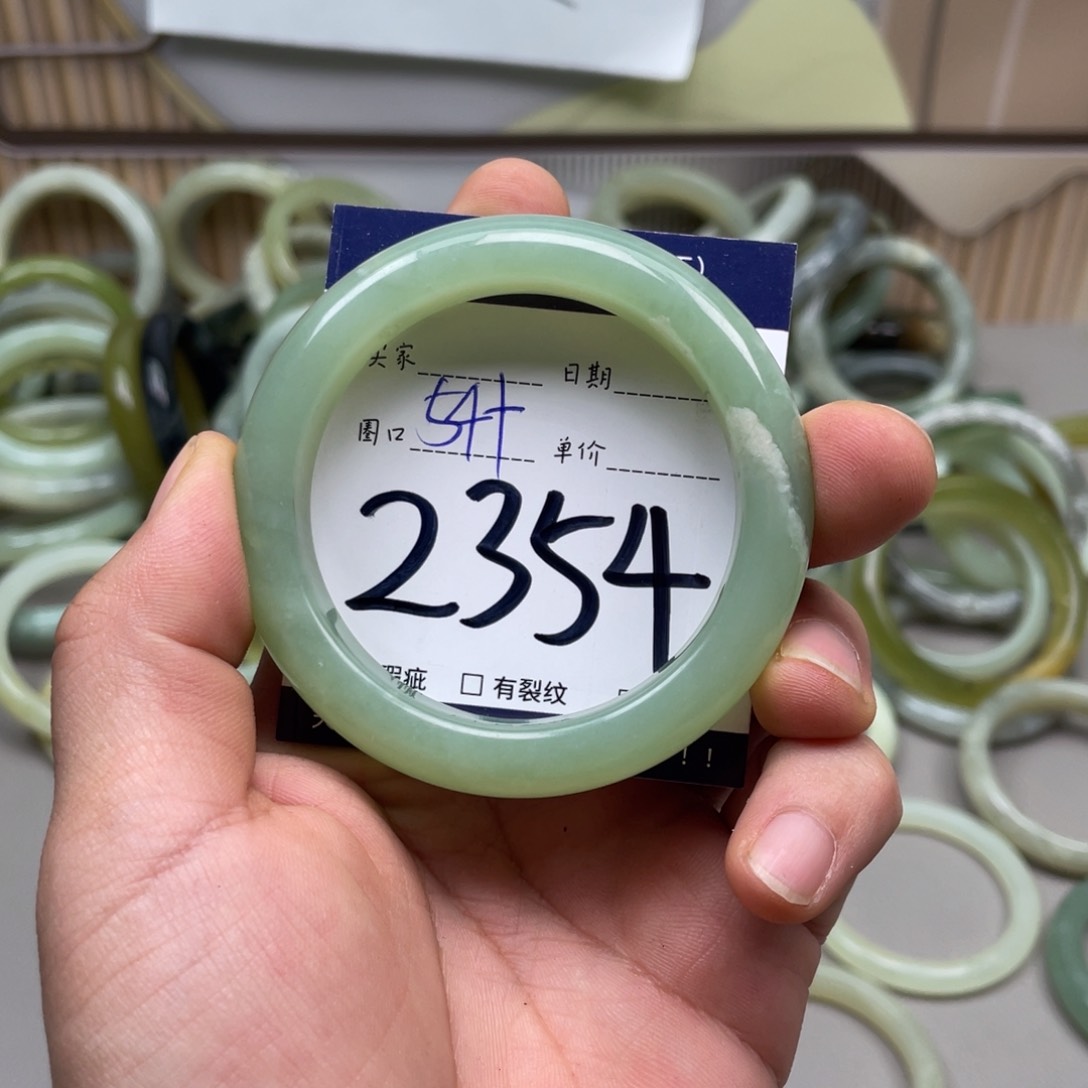 买家 日期
圈口 54+ 单价
2354
瑕疵 □ 有裂纹
!!